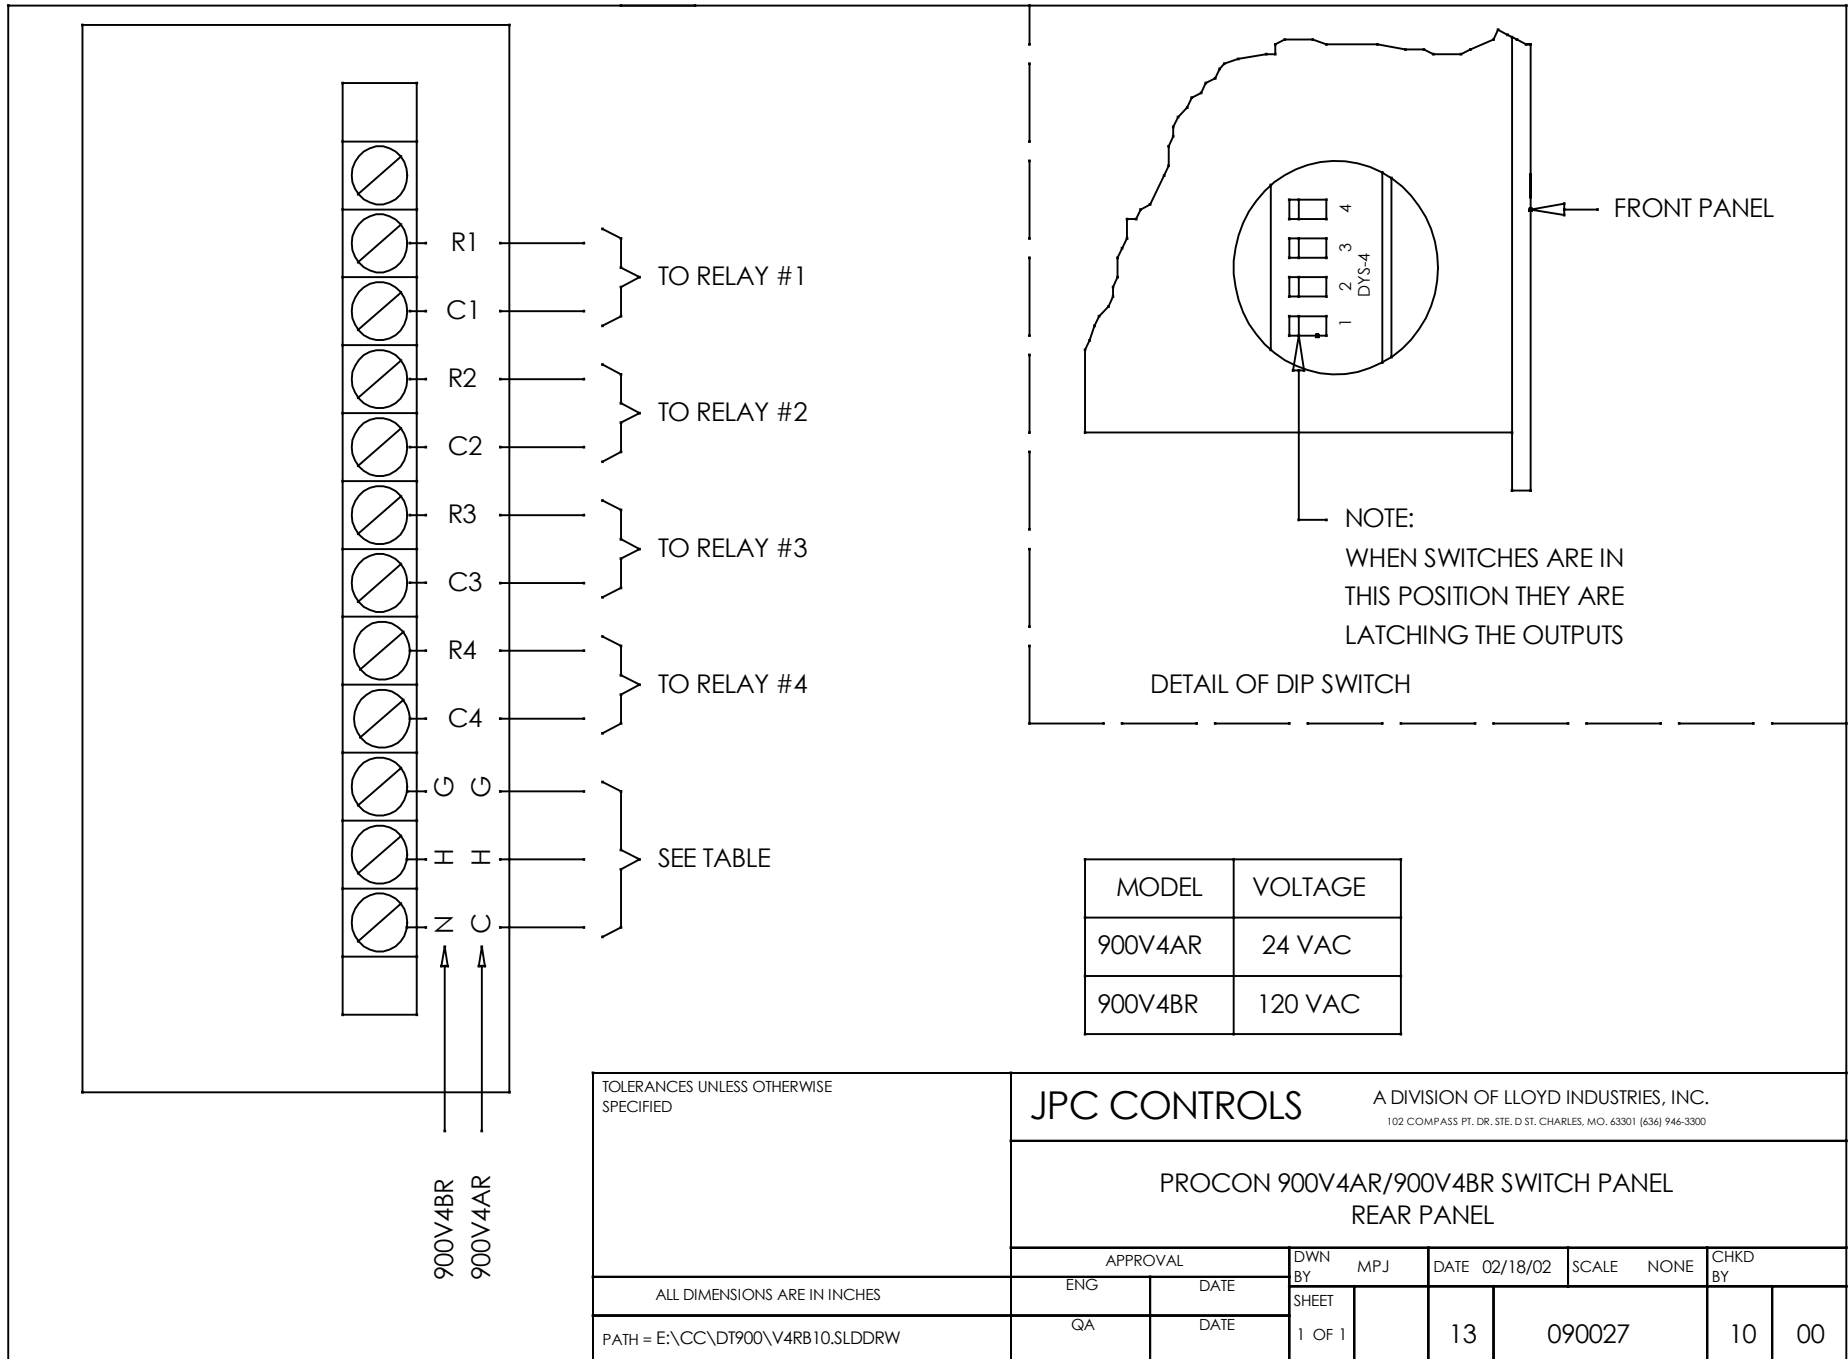 R1
C1
TO RELAY #1
R2
C2
TO RELAY #2
R3
C3
TO RELAY #3
R4
C4
TO RELAY #4
G G
H H
N C
SEE TABLE
900V4BR
900V4AR
4
3
2
1
DYS-4
FRONT PANEL
NOTE:
WHEN SWITCHES ARE IN
THIS POSITION THEY ARE
LATCHING THE OUTPUTS
DETAIL OF DIP SWITCH
MODEL VOLTAGE
900V4AR 24 VAC
900V4BR 120 VAC
TOLERANCES UNLESS OTHERWISE
SPECIFIED
ALL DIMENSIONS ARE IN INCHES
PATH = E:\CC\DT900\V4RB10.SLDDRW
JPC CONTROLS
A DIVISION OF LLOYD INDUSTRIES, INC.
102 COMPASS PT. DR. STE. D ST. CHARLES, MO. 63301 (636) 946-3300
PROCON 900V4AR/900V4BR SWITCH PANEL
REAR PANEL
APPROVAL
ENG DATE
QA DATE
DWN
BY MPJ
DATE 02/18/02
SCALE NONE
CHKD
BY
SHEET
1 OF 1
13
090027
10
00